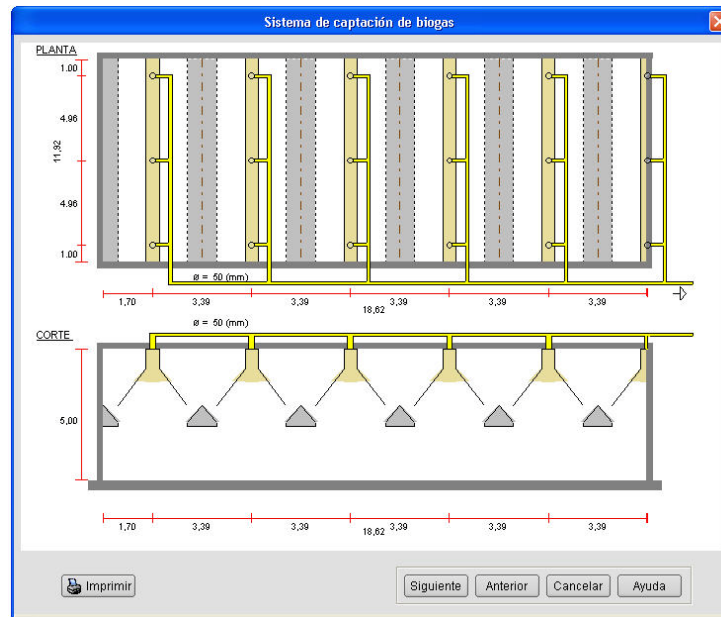 Sistema de captación de biogas
PLANTA
1.00
4.96
11,92
4.96
1.00
ø = 50 (mm)
1,70 3,39 3,39 18,62 3,39 3,39 3,39
ø = 50 (mm)
CORTE
5,00
1,70 3,39 3,39 18,62 3,39 3,39 3,39
Imprimir Siguiente Anterior Cancelar Ayuda